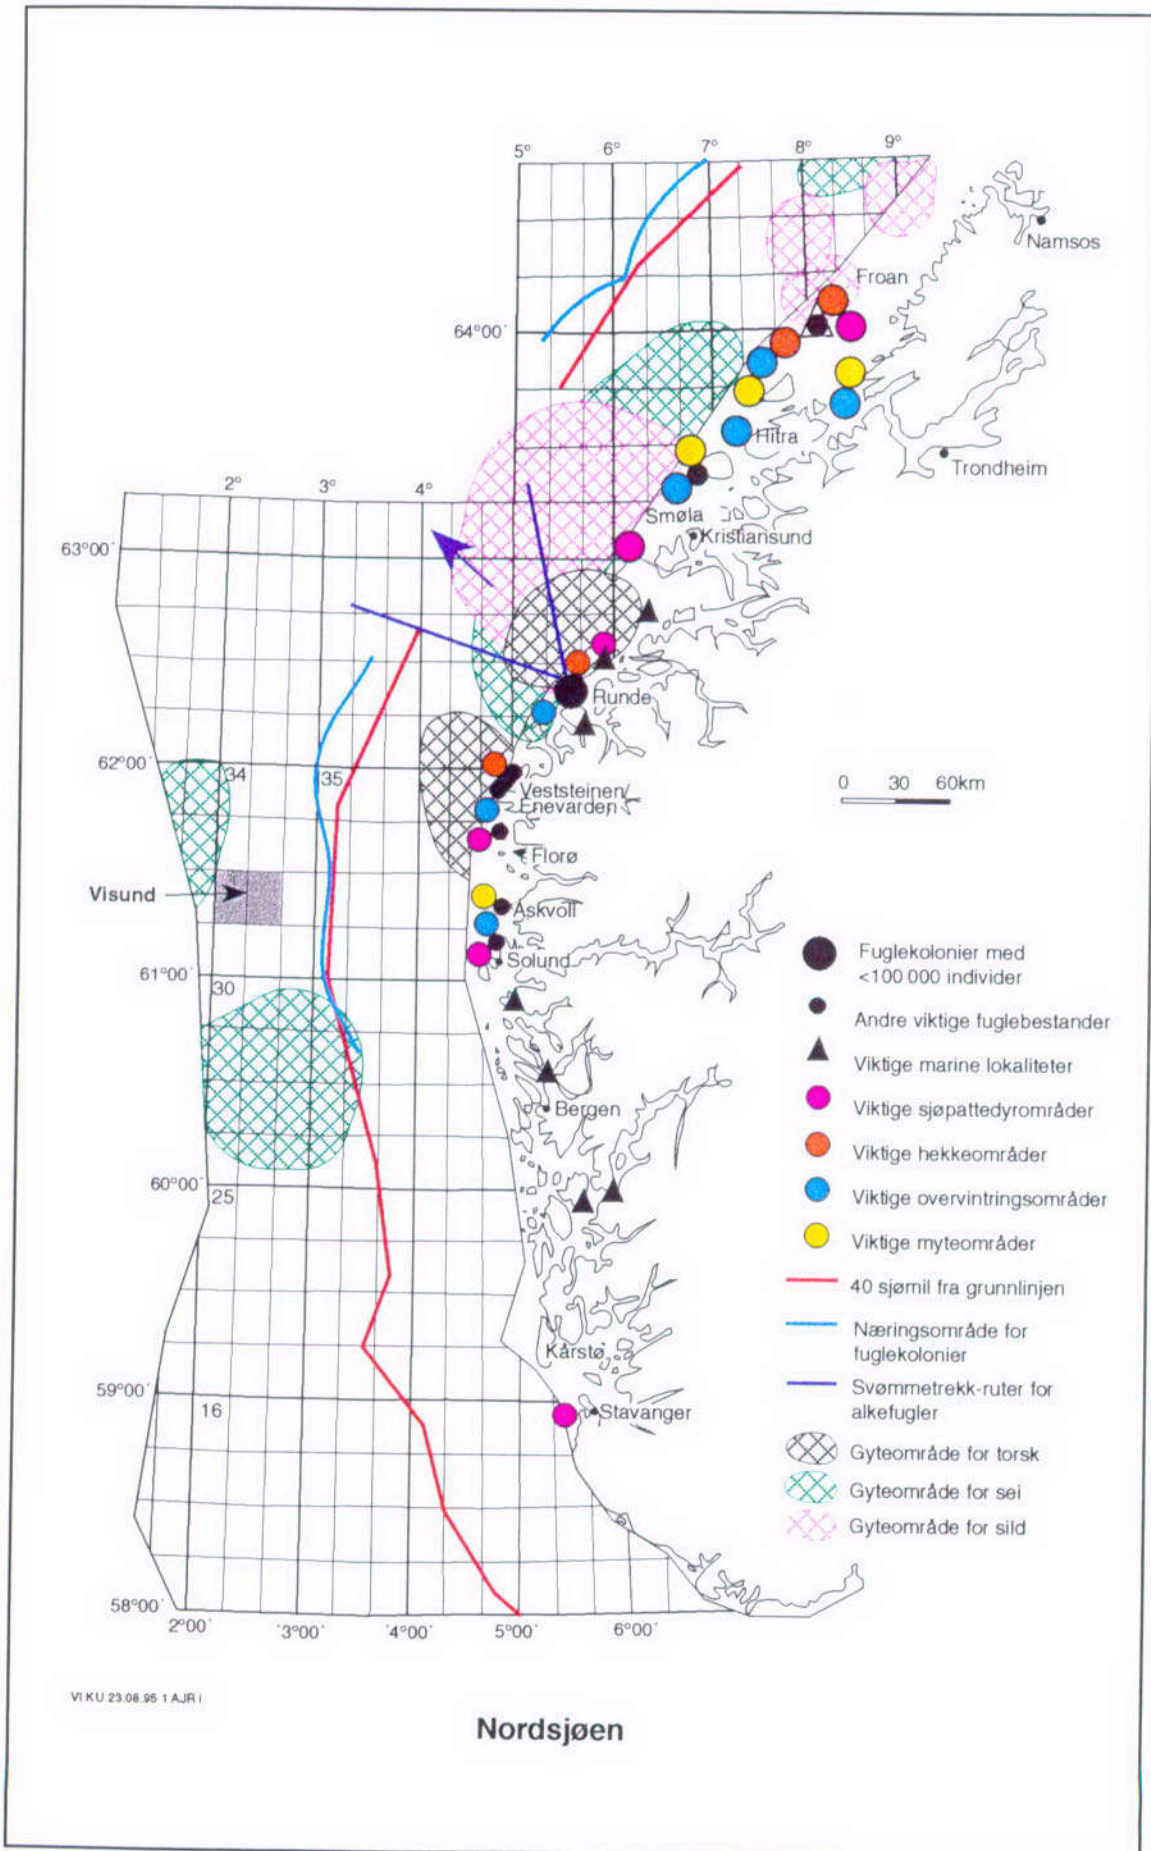 5° 6° 7° 8° 9°
Namsos
Froan
64°00´
Hitra
Trondheim
2° 3° 4°
Smøla
Kristiansund
63°00´
Runde
62°00´
34 35
0 30 60km
Veststeinen/
Enevarden
Florø
Visund
Askvoll
Solund
61°00´
30
Fuglekolonier med
<100 000 individer
Andre viktige fuglebestander
Viktige marine lokaliteter
Bergen
Viktige sjøpattedyrområder
Viktige hekkeområder
60°00´
25
Viktige overvintringsområder
Viktige myteområder
40 sjømil fra grunnlinjen
Næringsområde for
fuglekolonier
Kårstø
59°00´
16
Stavanger
Svømmetrekk-ruter for
alkefugler
Gyteområde for torsk
Gyteområde for sei
Gyteområde for sild
58°00´
2°00´ 3°00´ 4°00´ 5°00´ 6°00´
VI KU 23.08.95 1 AJR I
Nordsjøen